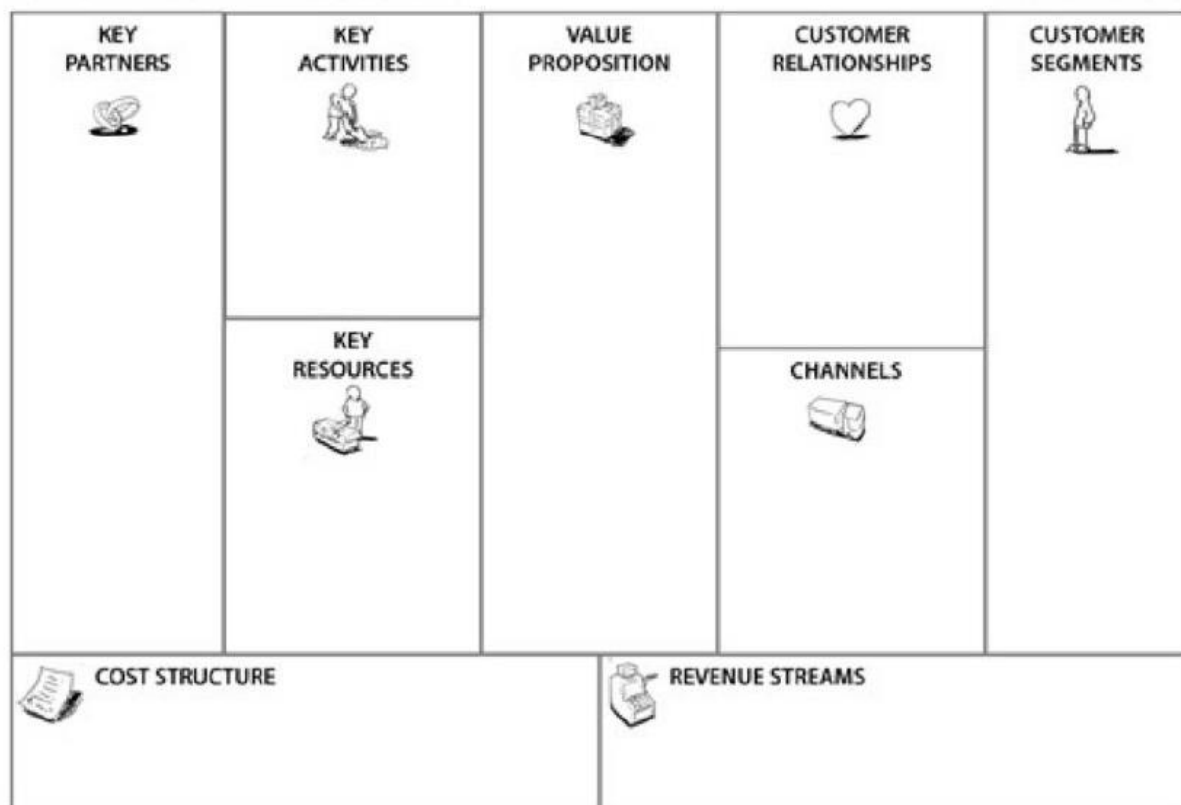 KEY
PARTNERS
KEY
ACTIVITIES
VALUE
PROPOSITION
CUSTOMER
RELATIONSHIPS
CUSTOMER
SEGMENTS
KEY
RESOURCES
CHANNELS
COST STRUCTURE
REVENUE STREAMS